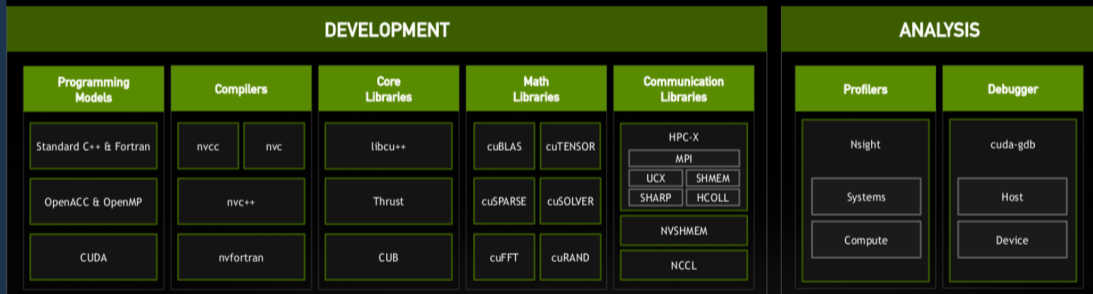 DEVELOPMENT
Programming
Models
Standard C++ & Fortran
OpenACC & OpenMP
CUDA
Compilers
nvcc
nvc
nvc++
nvfortran
Core
Libraries
libcu++
Thrust
CUB
Math
Libraries
cuBLAS
cuTENSOR
cuSPARSE
cuSOLVER
cuFFT
cuRAND
Communication
Libraries
HPC-X
MPI
UCX
SHMEM
SHARP
HCOLL
NVSHMEM
NCCL
ANALYSIS
Profilers
Nsight
Systems
Compute
Debugger
cuda-gdb
Host
Device